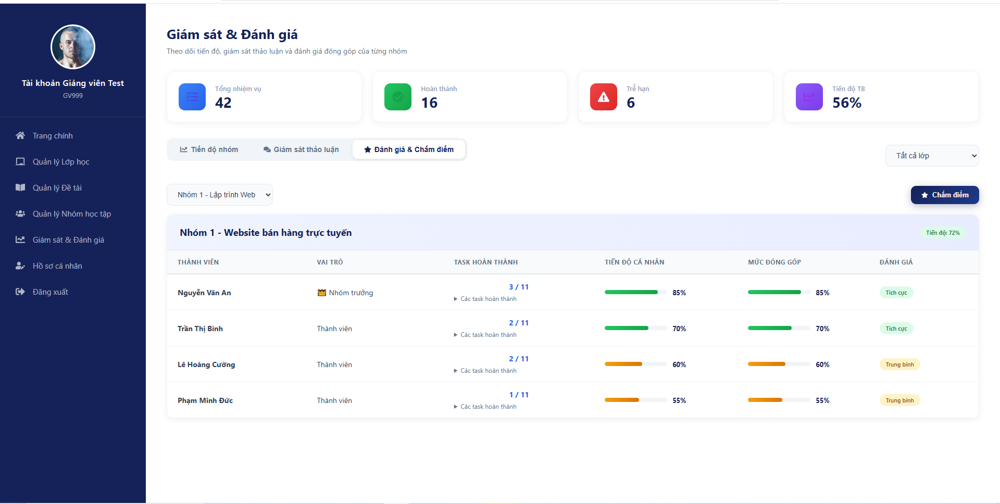 Tài khoản Giảng viên Test
GV999
Trang chính
Quản lý Lớp học
Quản lý Đề tài
Quản lý Nhóm học tập
Giám sát & Đánh giá
Hồ sơ cá nhân
Đăng xuất
Giám sát & Đánh giá
Theo dõi tiến độ, giám sát thảo luận và đánh giá đóng góp của từng nhóm
Tổng nhiệm vụ
42
Hoàn thành
16
Trễ hạn
6
Tiến độ TB
56%
Tiến độ nhóm
Giám sát thảo luận
Đánh giá & Chấm điểm
Tất cả lớp
Nhóm 1 - Lập trình Web
Chấm điểm
Nhóm 1 - Website bán hàng trực tuyến
Tiến độ: 72%
THÀNH VIÊN VAI TRÒ TASK HOÀN THÀNH TIẾN ĐỘ CÁ NHÂN MỨC ĐÓNG GÓP ĐÁNH GIÁ
Nguyễn Văn An Nhóm trưởng 3 / 11 85% 85% Tích cực
Các task hoàn thành
Trần Thị Bình Thành viên 2 / 11 70% 70% Tích cực
Các task hoàn thành
Lê Hoàng Cường Thành viên 2 / 11 60% 60% Trung bình
Các task hoàn thành
Phạm Minh Đức Thành viên 1 / 11 55% 55% Trung bình
Các task hoàn thành